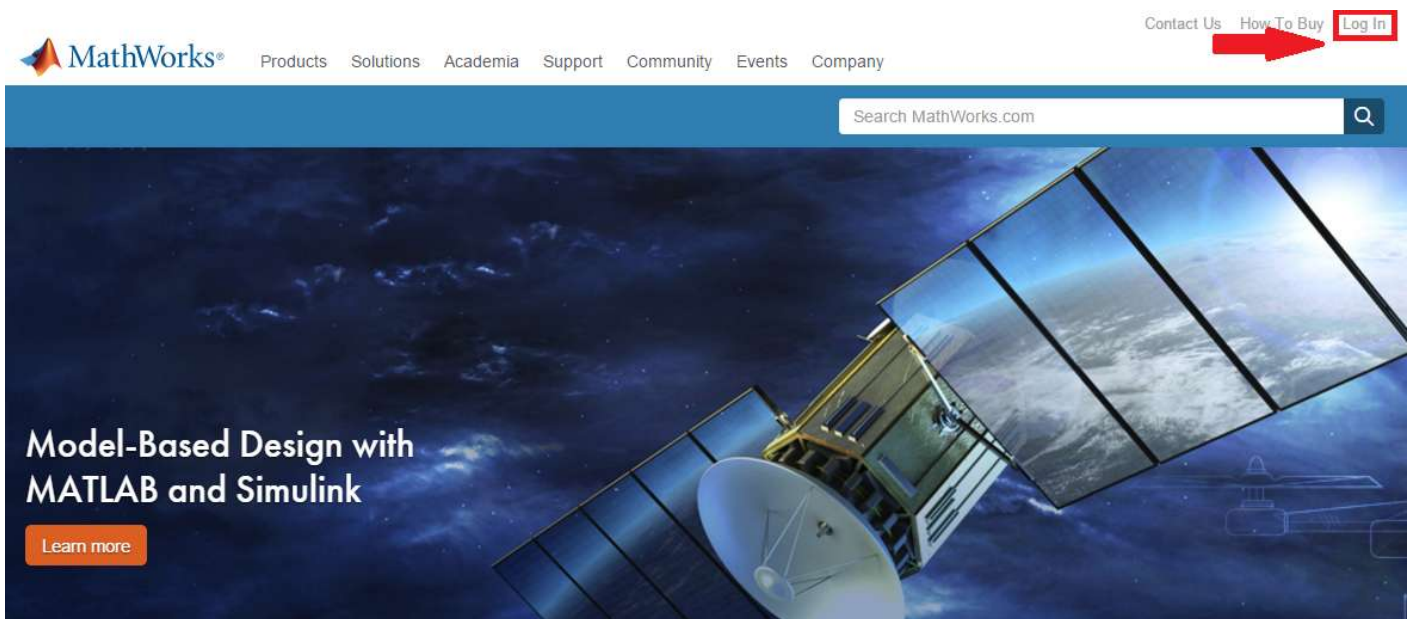 Contact Us How To Buy Log In
MathWorks®
Products Solutions Academia Support Community Events Company
Search MathWorks.com
Model-Based Design with
MATLAB and Simulink
Learn more